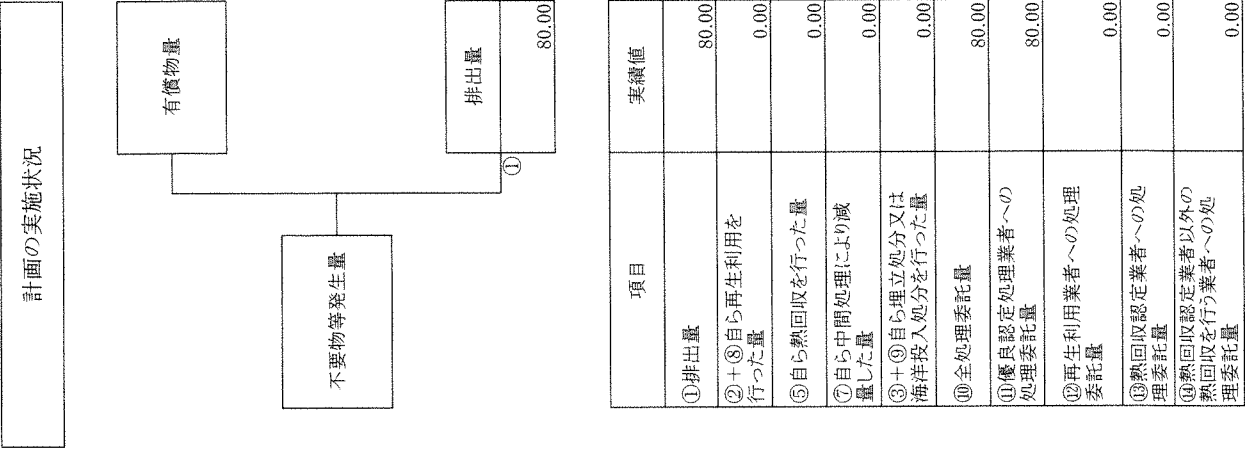 計画の実施状況
有償物量
不要物等発生量
排出量
①
80.00
項目
実績値
①排出量
80.00
②+⑧自ら再生利用を
行った量
0.00
⑤自ら熱回収を行った量
0.00
⑦自ら中間処理により減
量した量
0.00
③+⑨自ら埋立処分又は
海洋投入処分を行った量
0.00
⑩全処理委託量
80.00
⑪優良認定処理業者への
処理委託量
80.00
⑫再生利用業者への処理
委託量
0.00
⑬熱回収認定業者への処
理委託量
0.00
⑭熱回収認定業者以外の
熱回収を行う業者への処
理委託量
0.00